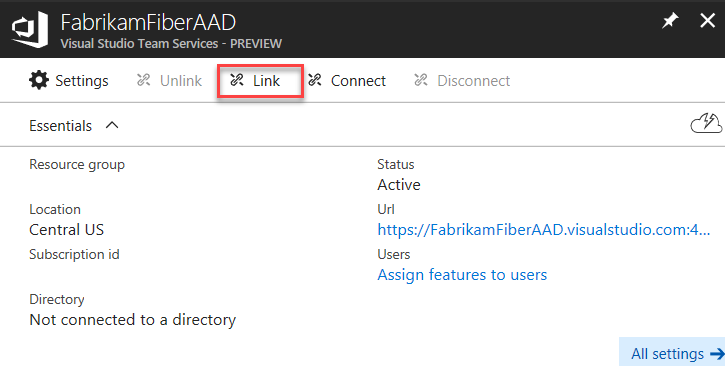 FabrikamFiberAAD
Visual Studio Team Services - PREVIEW
Settings Unlink Link Connect Disconnect
Essentials
Resource group Status
Active
Location Url
Central US https://FabrikamFiberAAD.visualstudio.com:4...
Subscription id Users
Assign features to users
Directory
Not connected to a directory
All settings